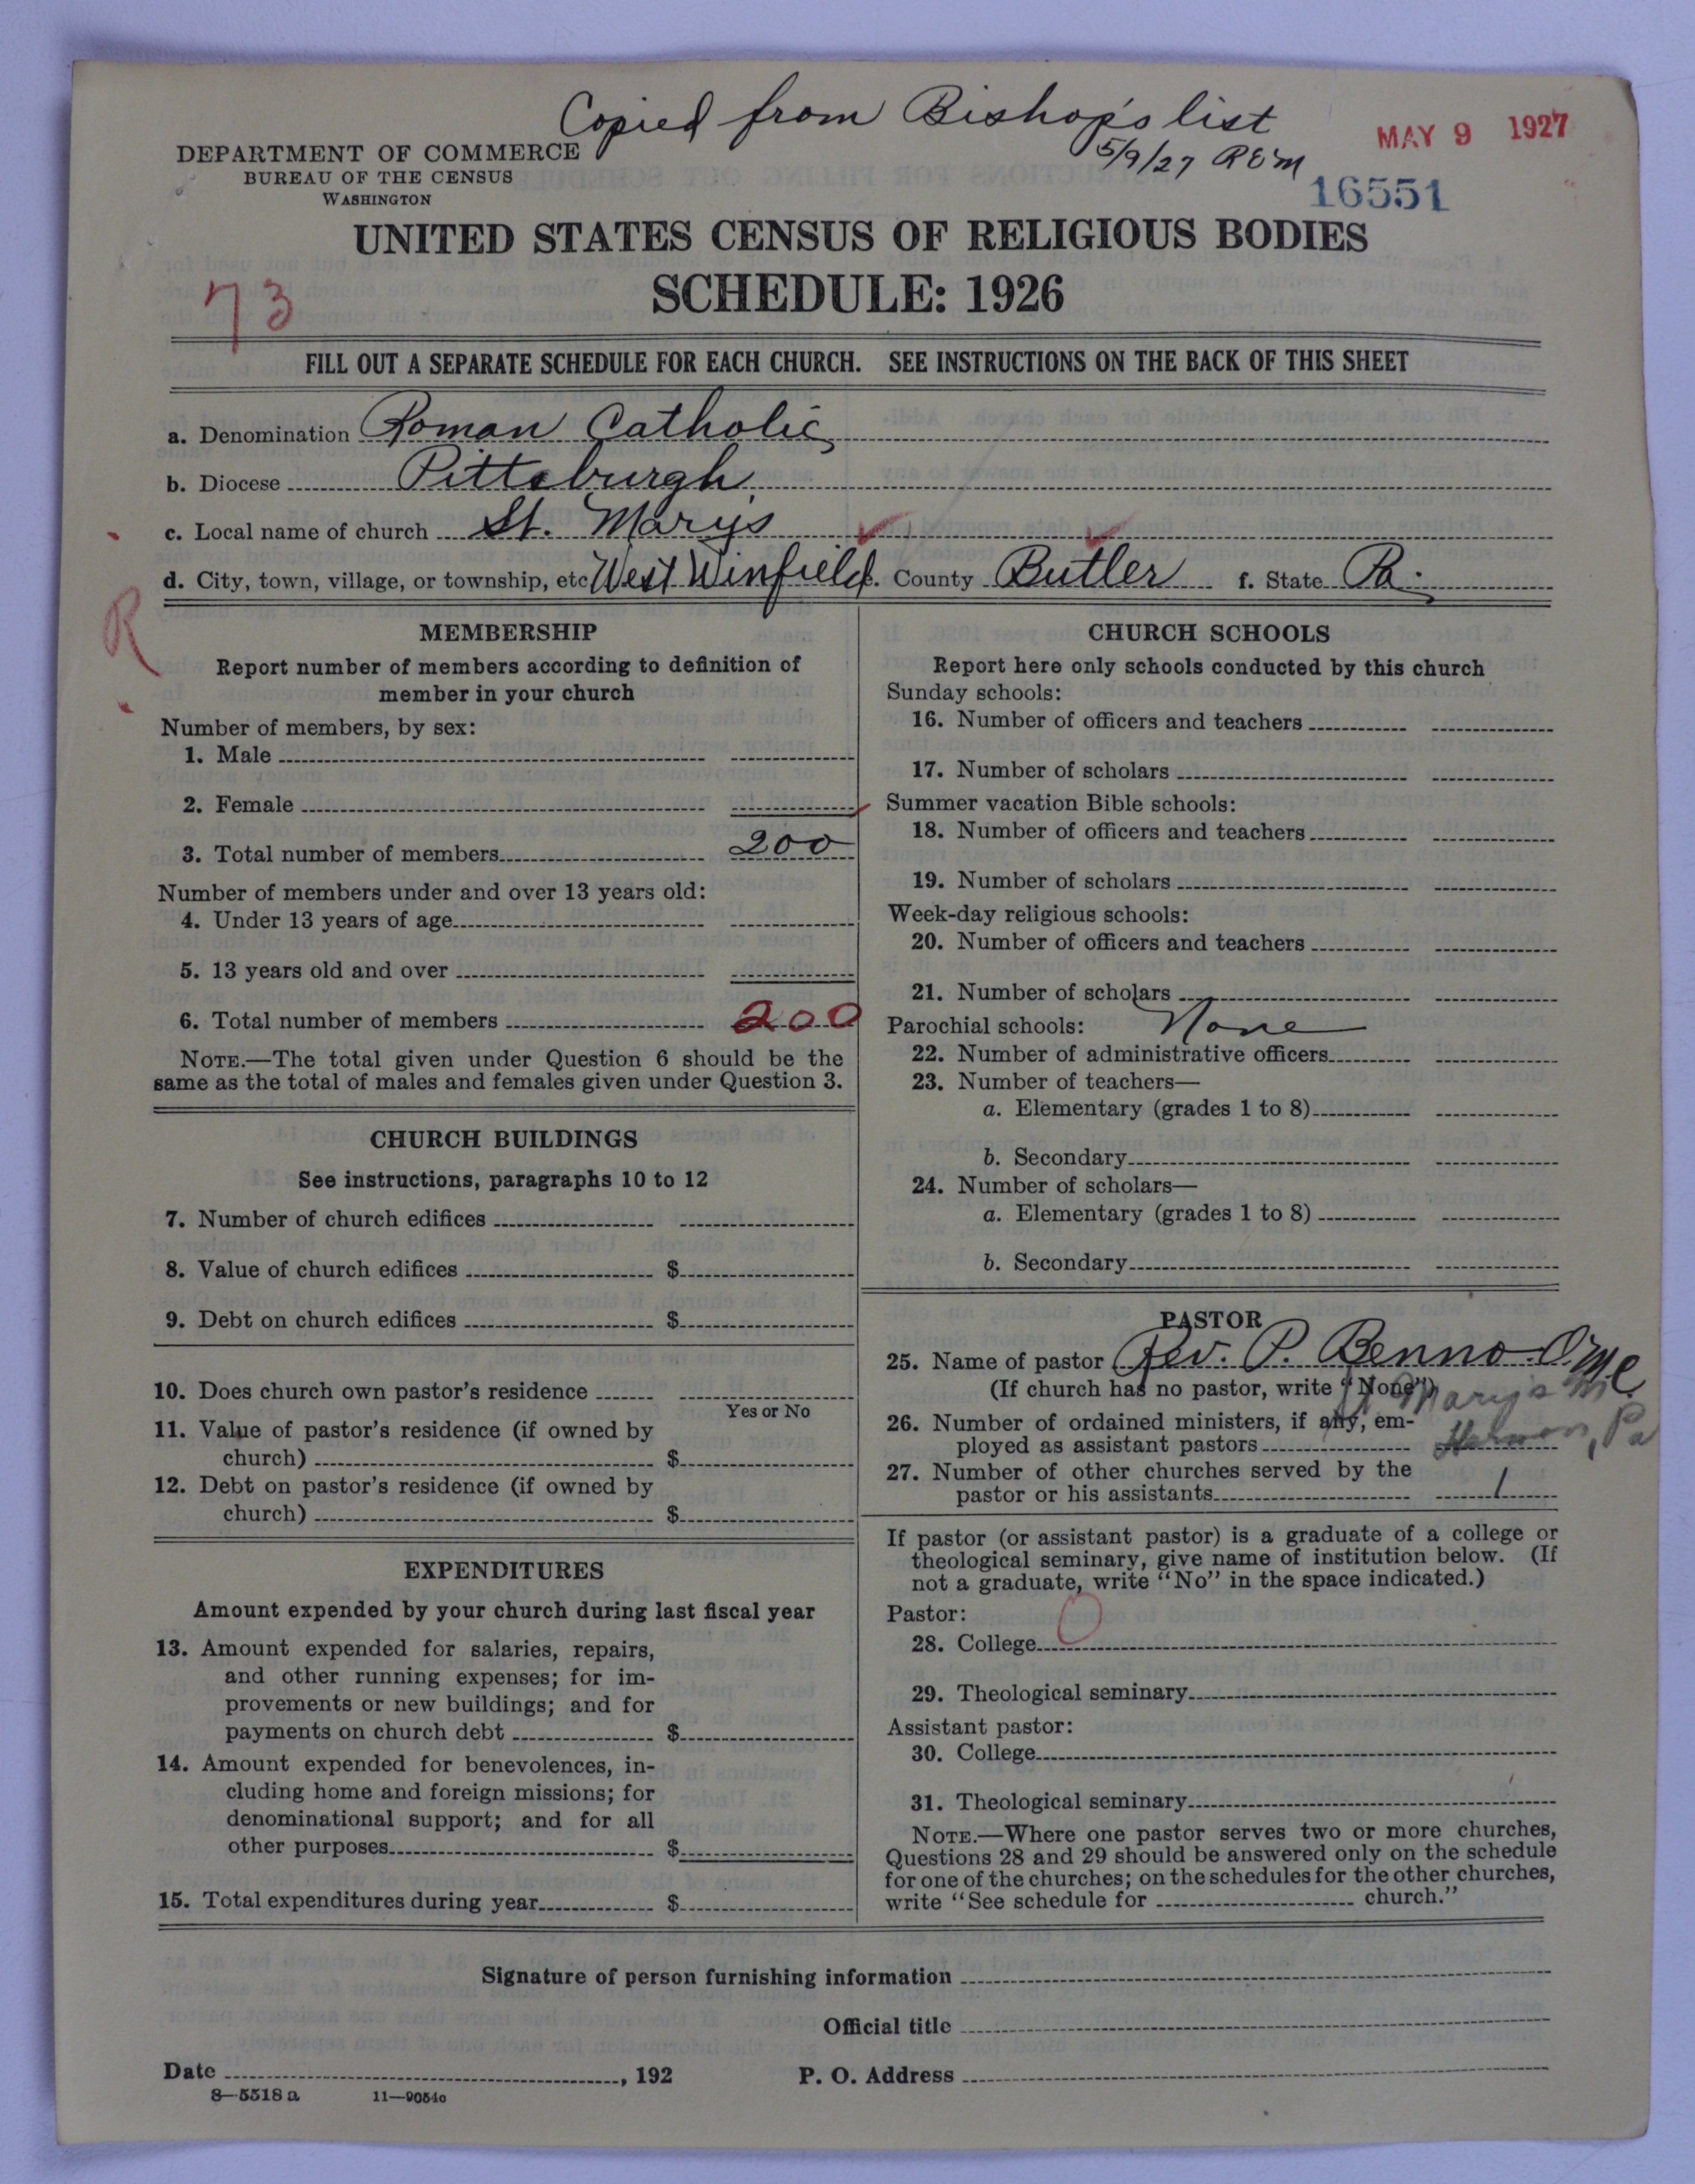 Copied from Bishop's list
5/9/27 REM
MAY 9 1927
DEPARTMENT OF COMMERCE
BUREAU OF THE CENSUS
WASHINGTON
16551
UNITED STATES CENSUS OF RELIGIOUS BODIES
SCHEDULE: 1926
73
FILL OUT A SEPARATE SCHEDULE FOR EACH CHURCH. SEE INSTRUCTIONS ON THE BACK OF THIS SHEET
a. Denomination Roman Catholic
b. Diocese Pittsburgh
c. Local name of church St. Mary's
d. City, town, village, or township, etc West Winfield. County Butler f. State Pa.
R
MEMBERSHIP
Report number of members according to definition of
member in your church
Number of members, by sex:
1. Male
2. Female
3. Total number of members 200
Number of members under and over 13 years old:
4. Under 13 years of age
5. 13 years old and over
6. Total number of members 200
NOTE.—The total given under Question 6 should be the
same as the total of males and females given under Question 3.
CHURCH BUILDINGS
See instructions, paragraphs 10 to 12
7. Number of church edifices
8. Value of church edifices $
9. Debt on church edifices $
10. Does church own pastor's residence
Yes or No
11. Value of pastor's residence (if owned by
church) $
12. Debt on pastor's residence (if owned by
church) $
EXPENDITURES
Amount expended by your church during last fiscal year
13. Amount expended for salaries, repairs,
and other running expenses; for im-
provements or new buildings; and for
payments on church debt $
14. Amount expended for benevolences, in-
cluding home and foreign missions; for
denominational support; and for all
other purposes $
15. Total expenditures during year $
CHURCH SCHOOLS
Report here only schools conducted by this church
Sunday schools:
16. Number of officers and teachers
17. Number of scholars
Summer vacation Bible schools:
18. Number of officers and teachers
19. Number of scholars
Week-day religious schools:
20. Number of officers and teachers
21. Number of scholars
Parochial schools: None
22. Number of administrative officers
23. Number of teachers—
a. Elementary (grades 1 to 8)
b. Secondary
24. Number of scholars—
a. Elementary (grades 1 to 8)
b. Secondary
PASTOR
25. Name of pastor Rev. P. Benno O.M.C.
(If church has no pastor, write "None")
St Mary's M
26. Number of ordained ministers, if any, em-
ployed as assistant pastors
Herman, Pa
27. Number of other churches served by the
pastor or his assistants 1
If pastor (or assistant pastor) is a graduate of a college or
theological seminary, give name of institution below. (If
not a graduate, write "No" in the space indicated.)
Pastor:
28. College
29. Theological seminary
Assistant pastor:
30. College
31. Theological seminary
NOTE.—Where one pastor serves two or more churches,
Questions 28 and 29 should be answered only on the schedule
for one of the churches; on the schedules for the other churches,
write "See schedule for church."
Signature of person furnishing information
Official title
Date , 192 P. O. Address
8—5518 a 11—9054o